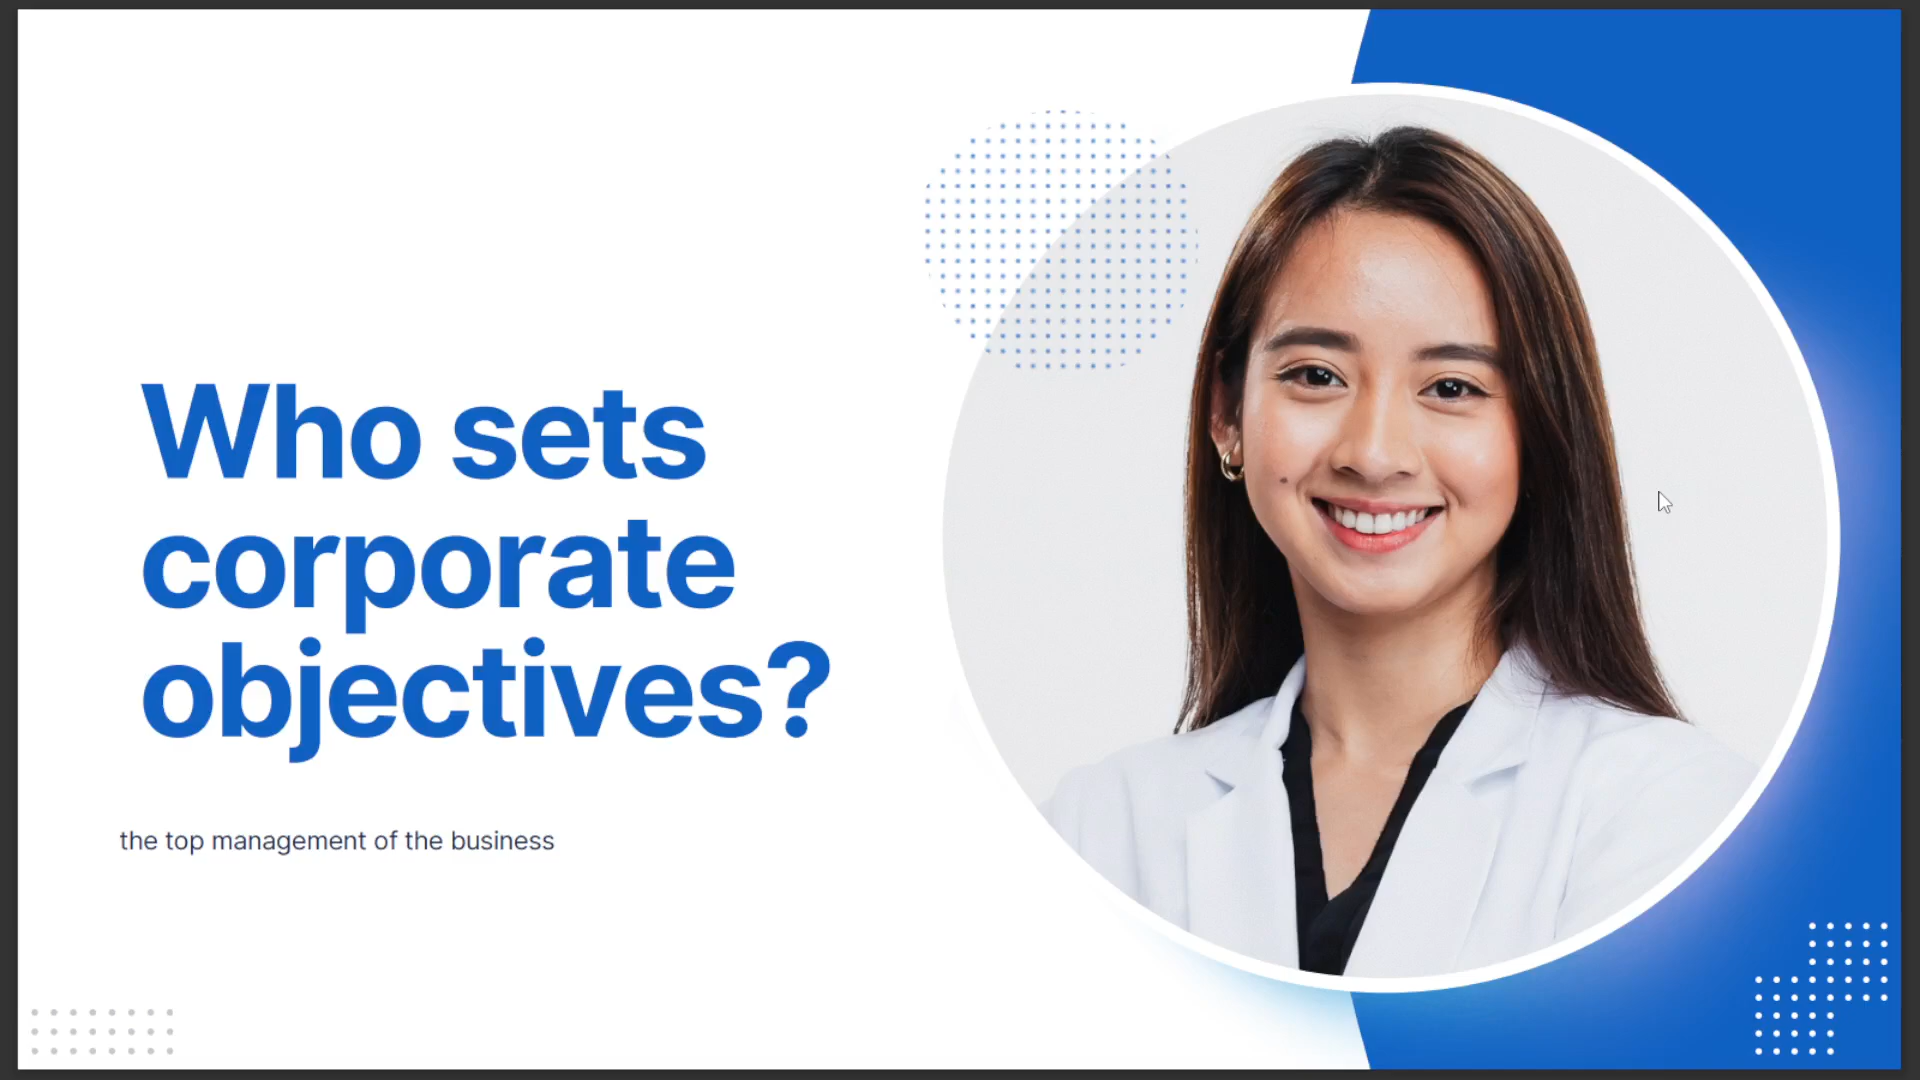 Who sets
corporate
objectives?
the top management of the business